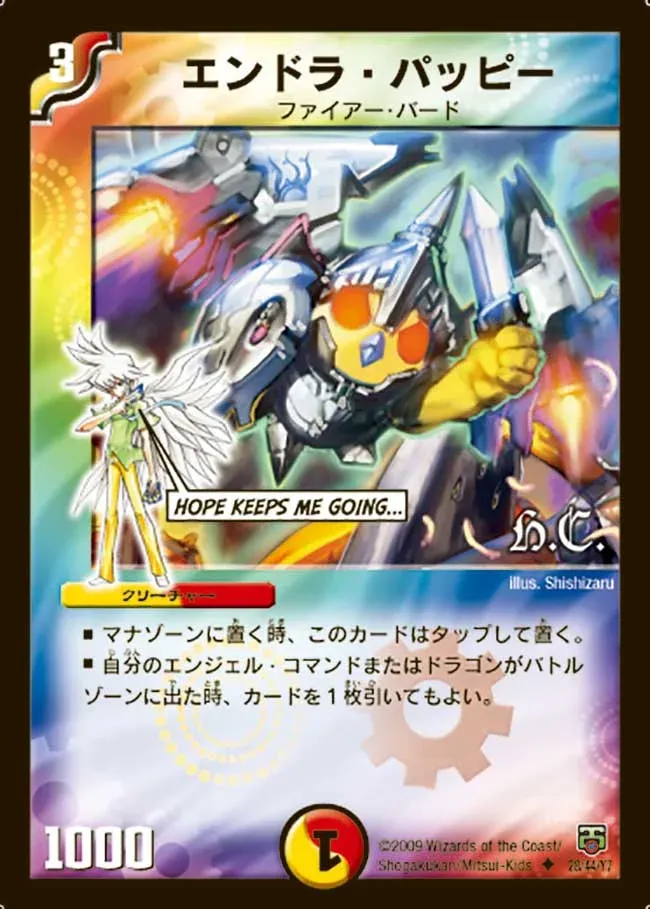 3
エンドラ・パッピー
ファイアー・バード
HOPE KEEPS ME GOING...
H.C.
illus. Shishizaru
クリーチャー
■ マナゾーンに置く時、このカードはタップして置く。
■ 自分のエンジェル・コマンドまたはドラゴンがバトル
ゾーンに出た時、カードを1枚引いてもよい。
1000
1
©2009 Wizards of the Coast/
Shogakukan/Mitsui-Kids
28/44・Y7